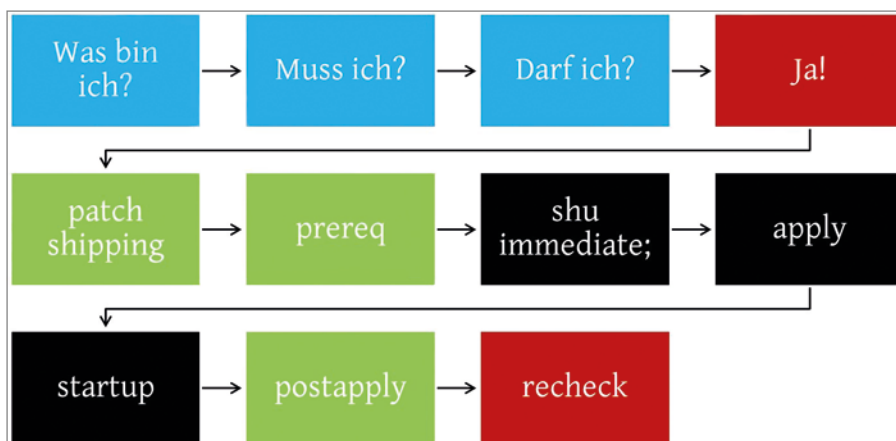 Was bin
ich?
Muss ich?
Darf ich?
Ja!
patch
shipping
prereq
shu
immediate;
apply
startup
postapply
recheck